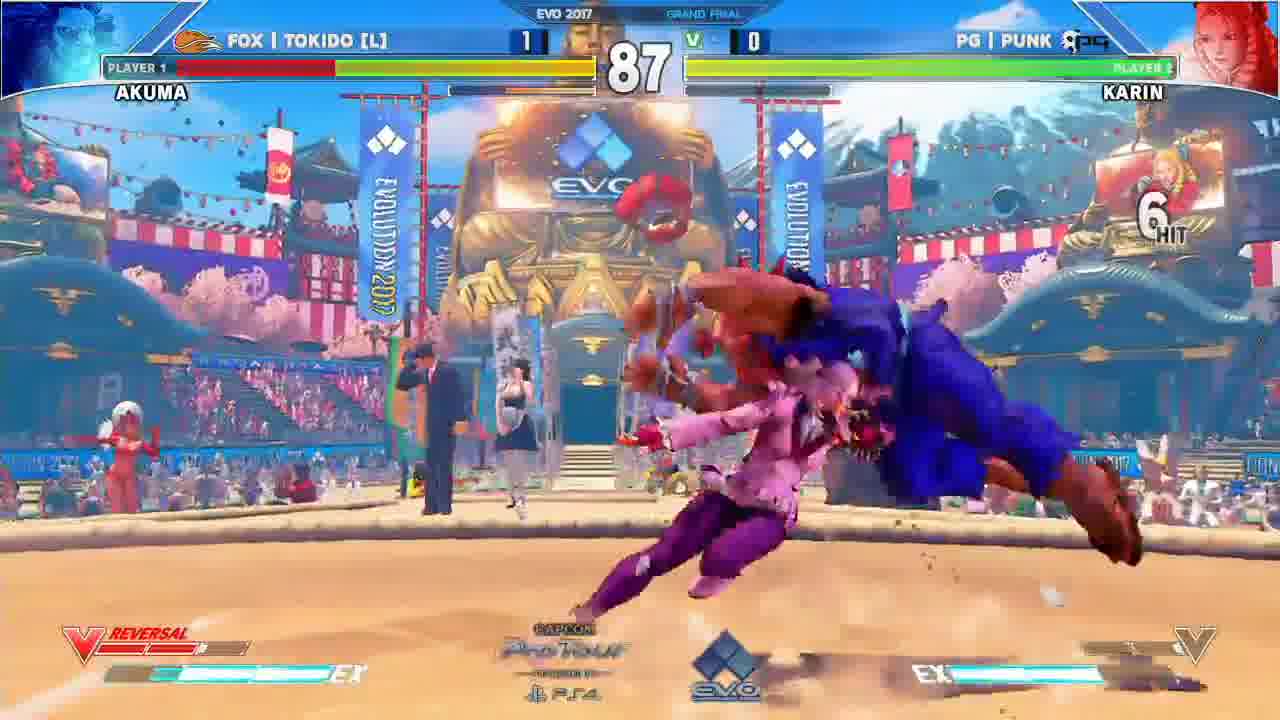 EVO 2017 GRAND FINAL
FOX | TOKIDO [L] 1 87 V 0 PG | PUNK
PLAYER 1 PLAYER 2
AKUMA KARIN
EVO
EVOLUTION 2017
6 HIT
REVERSAL
EX EX
CAPCOM
PRO TOUR
PS4
EVO